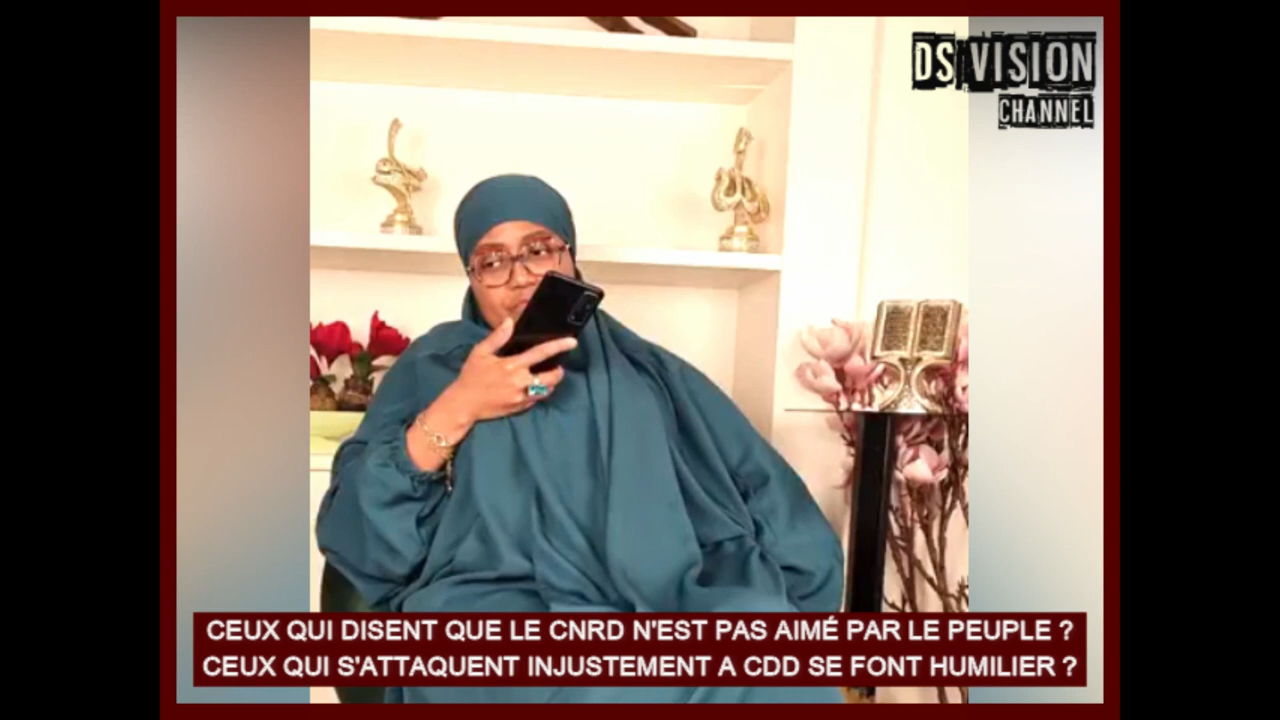 DS VISION
CHANNEL
CEUX QUI DISENT QUE LE CNRD N'EST PAS AIMÉ PAR LE PEUPLE ?
CEUX QUI S'ATTAQUENT INJUSTEMENT A CDD SE FONT HUMILIER ?